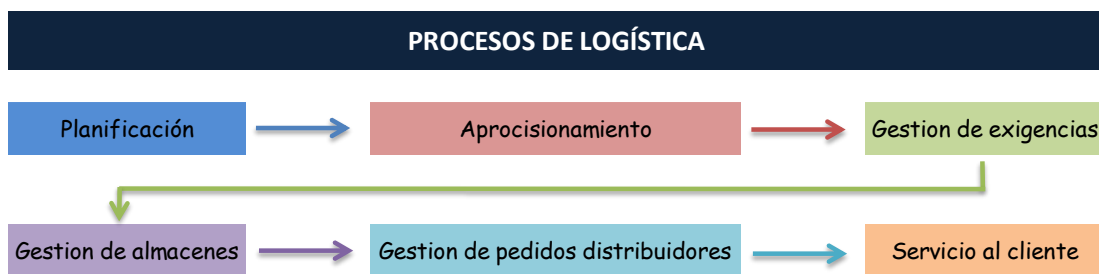 PROCESOS DE LOGÍSTICA
Planificación
Aprocisionamiento
Gestion de exigencias
Gestion de almacenes
Gestion de pedidos distribuidores
Servicio al cliente